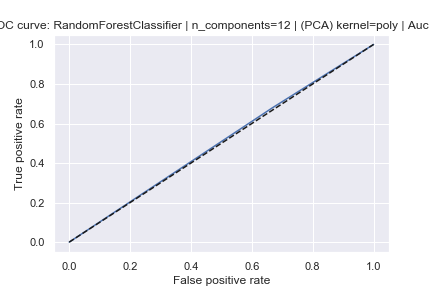 OC curve: RandomForestClassifier | n_components=12 | (PCA) kernel=poly | Auc
1.0
0.8
0.6
0.4
0.2
0.0
True positive rate
0.0 0.2 0.4 0.6 0.8 1.0
False positive rate